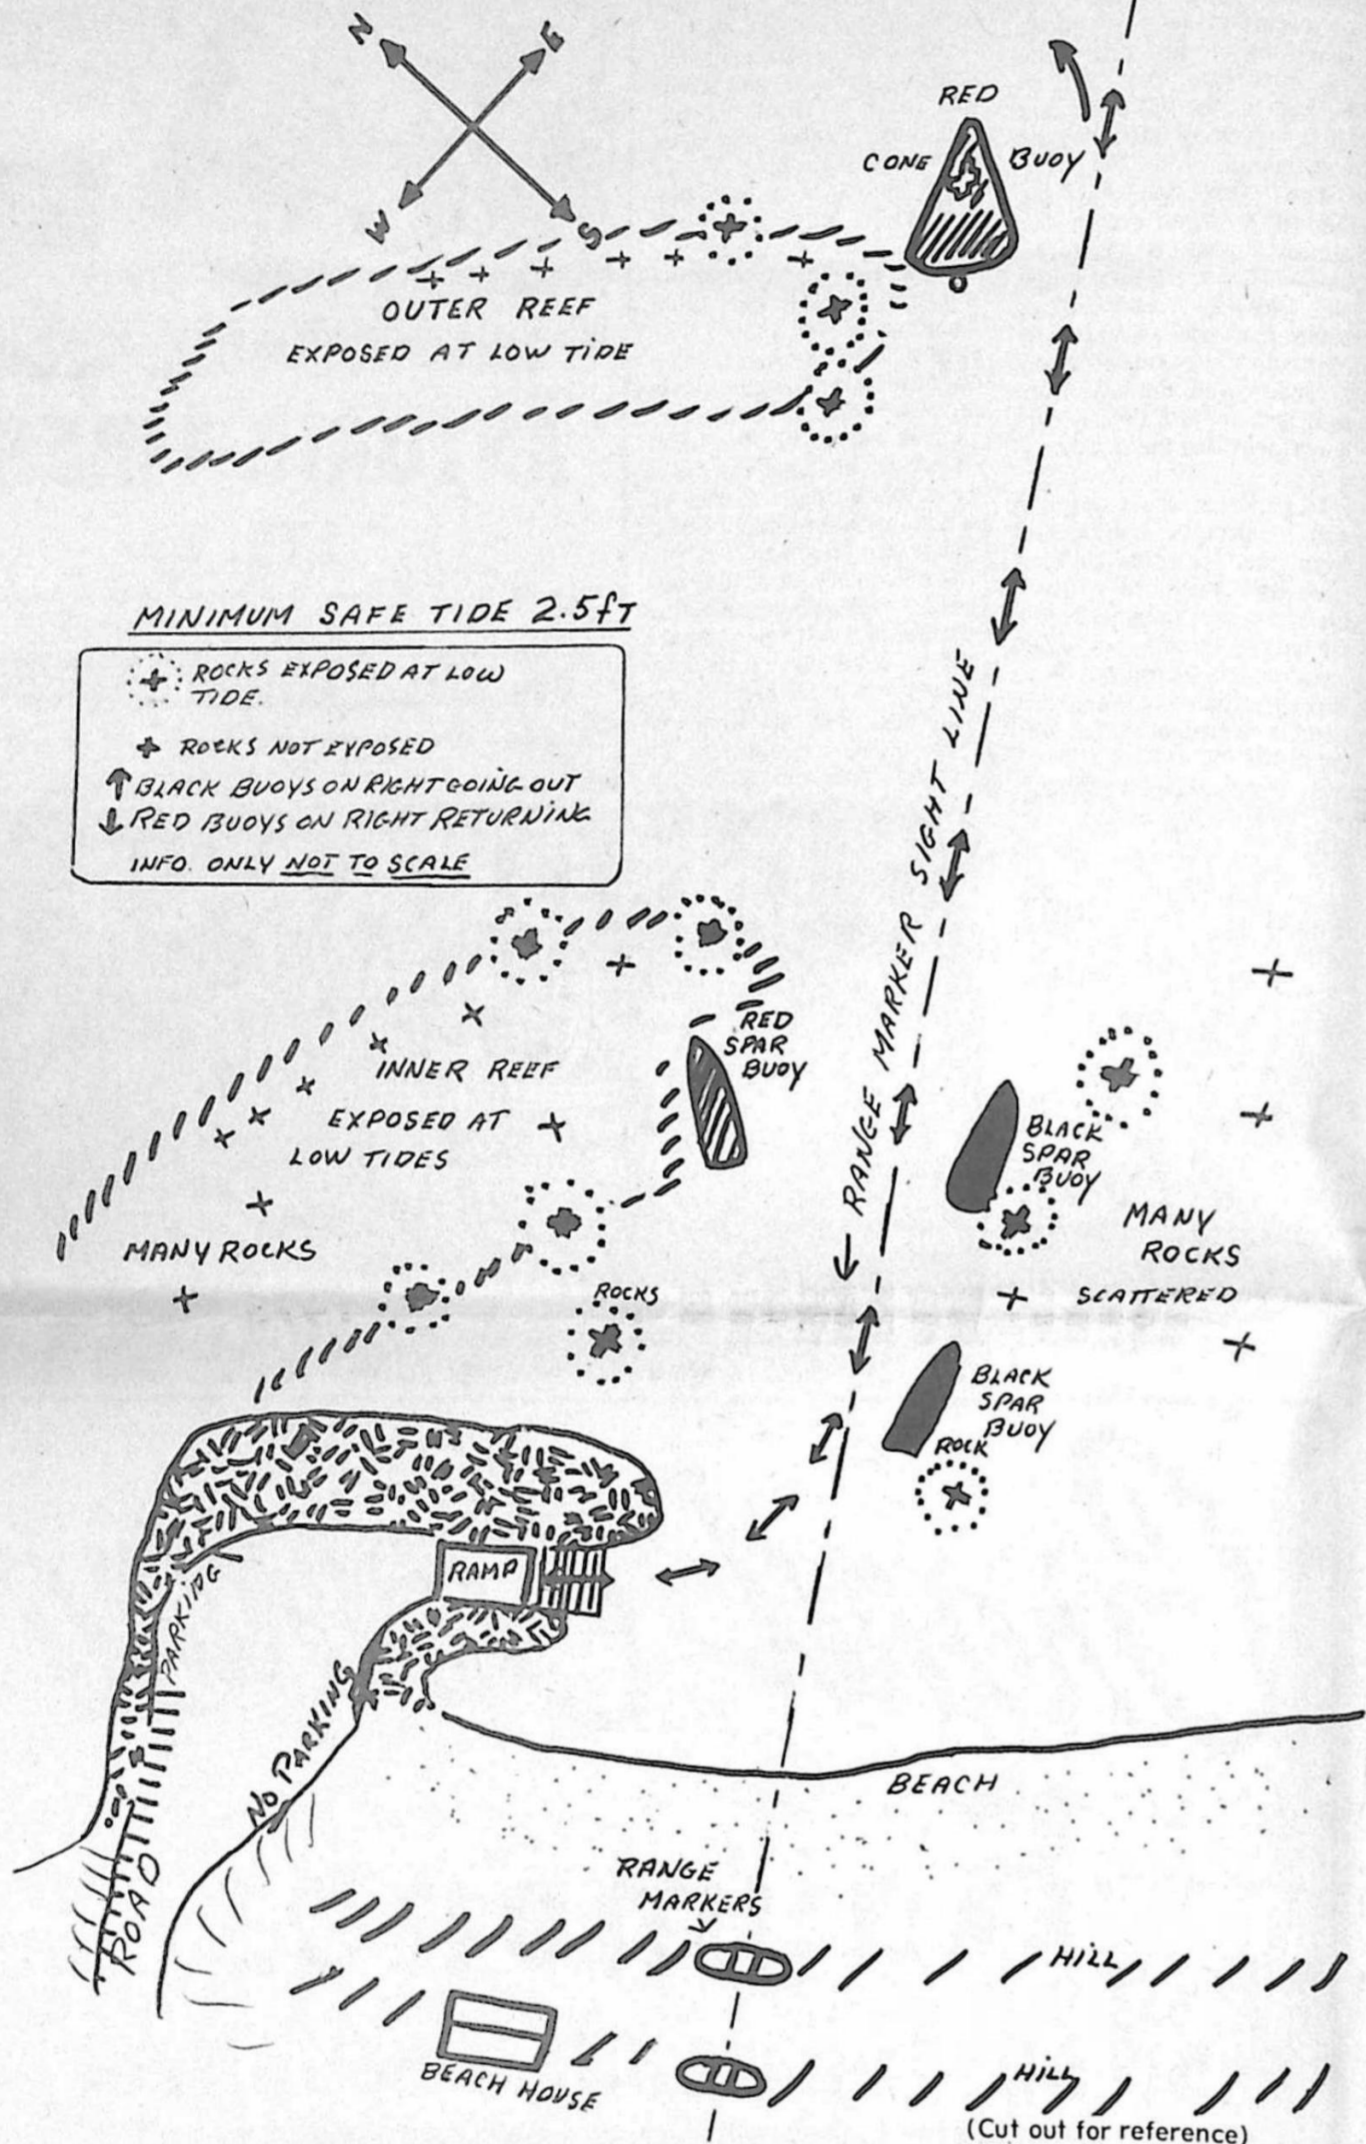 N
E
W
S
RED
CONE BUOY
OUTER REEF
EXPOSED AT LOW TIDE
MINIMUM SAFE TIDE 2.5fT
ROCKS EXPOSED AT LOW
TIDE.
ROCKS NOT EXPOSED
BLACK BUOYS ON RIGHT GOING OUT
RED BUOYS ON RIGHT RETURNING
INFO. ONLY NOT TO SCALE
RANGE MARKER SIGHT LINE
RED
SPAR
BUOY
INNER REEF
EXPOSED AT
LOW TIDES
MANY ROCKS
BLACK
SPAR
BUOY
MANY
ROCKS
SCATTERED
ROCKS
BLACK
SPAR
BUOY
ROCK
RAMP
PARKING
NO PARKING
ROAD
BEACH
RANGE
MARKERS
HILL
BEACH HOUSE
HILL
(Cut out for reference)